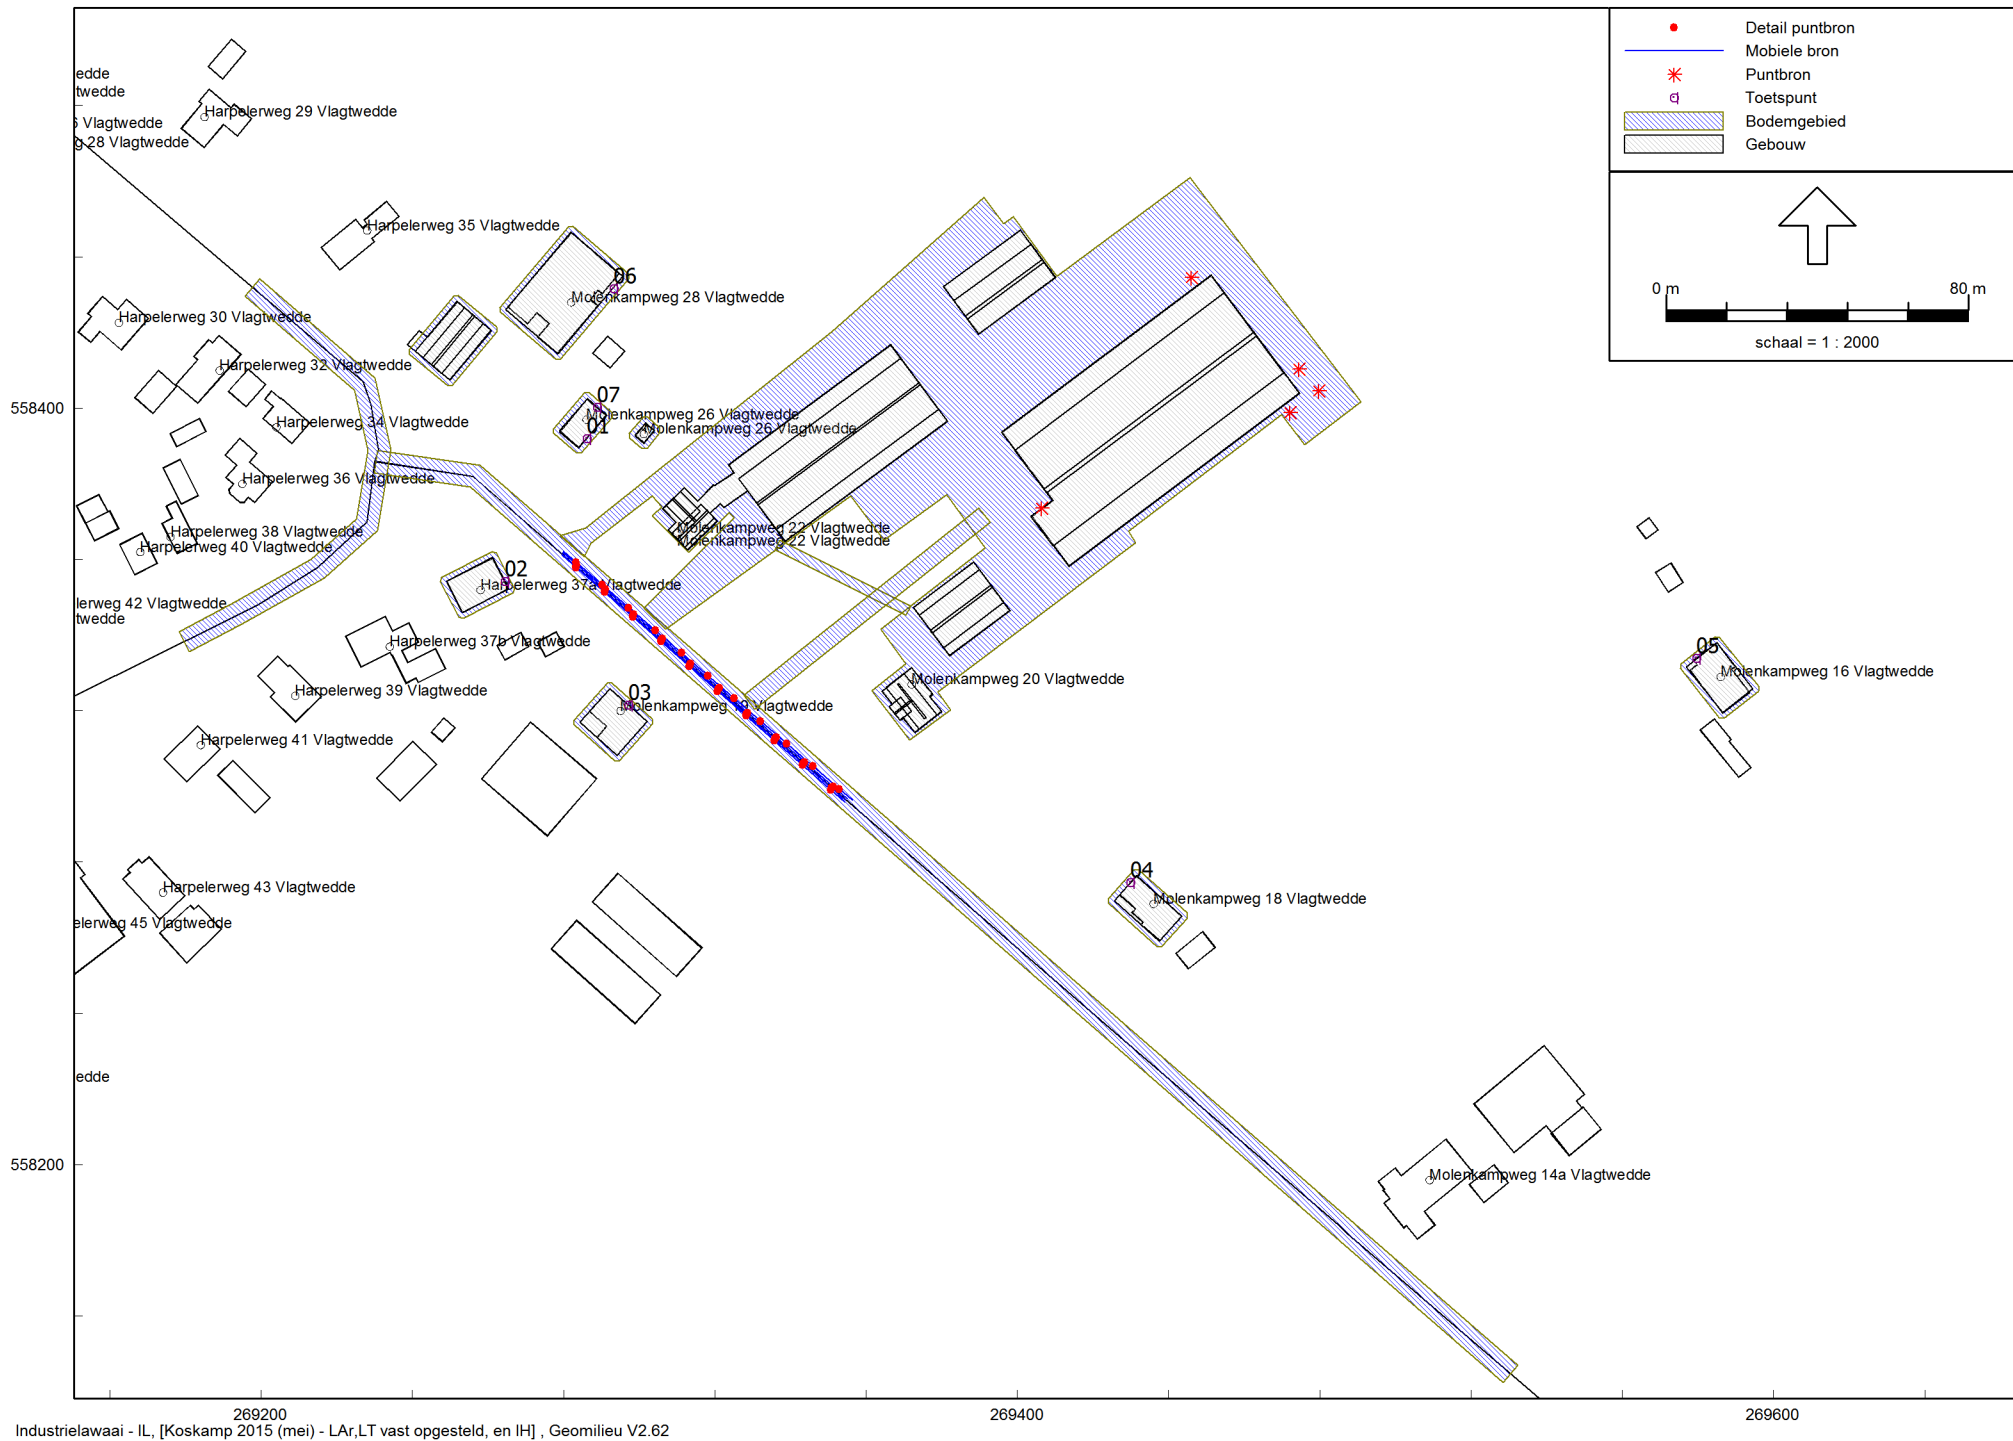 Detail puntbron
Mobiele bron
Puntbron
Toetspunt
Bodemgebied
Gebouw
0 m
80 m
schaal = 1 : 2000
edde
twedde
Vlagtwedde
g 28 Vlagtwedde
Harpelerweg 29 Vlagtwedde
Harpelerweg 35 Vlagtwedde
06
Molenkampweg 28 Vlagtwedde
Harpelerweg 30 Vlagtwedde
Harpelerweg 32 Vlagtwedde
07
Molenkampweg 26 Vlagtwedde
01
Molenkampweg 26 Vlagtwedde
558400
Harpelerweg 34 Vlagtwedde
Harpelerweg 36 Vlagtwedde
Harpelerweg 38 Vlagtwedde
Harpelerweg 40 Vlagtwedde
Molenkampweg 22 Vlagtwedde
Molenkampweg 22 Vlagtwedde
02
Harpelerweg 37a Vlagtwedde
lerweg 42 Vlagtwedde
twedde
Harpelerweg 37b Vlagtwedde
05
Molenkampweg 16 Vlagtwedde
Molenkampweg 20 Vlagtwedde
Harpelerweg 39 Vlagtwedde
03
Molenkampweg 19 Vlagtwedde
Harpelerweg 41 Vlagtwedde
04
Molenkampweg 18 Vlagtwedde
Harpelerweg 43 Vlagtwedde
elerweg 45 Vlagtwedde
edde
558200
Molenkampweg 14a Vlagtwedde
269200
269400
269600
Industrielawaai - IL, [Koskamp 2015 (mei) - LAr,LT vast opgesteld, en IH] , Geomilieu V2.62